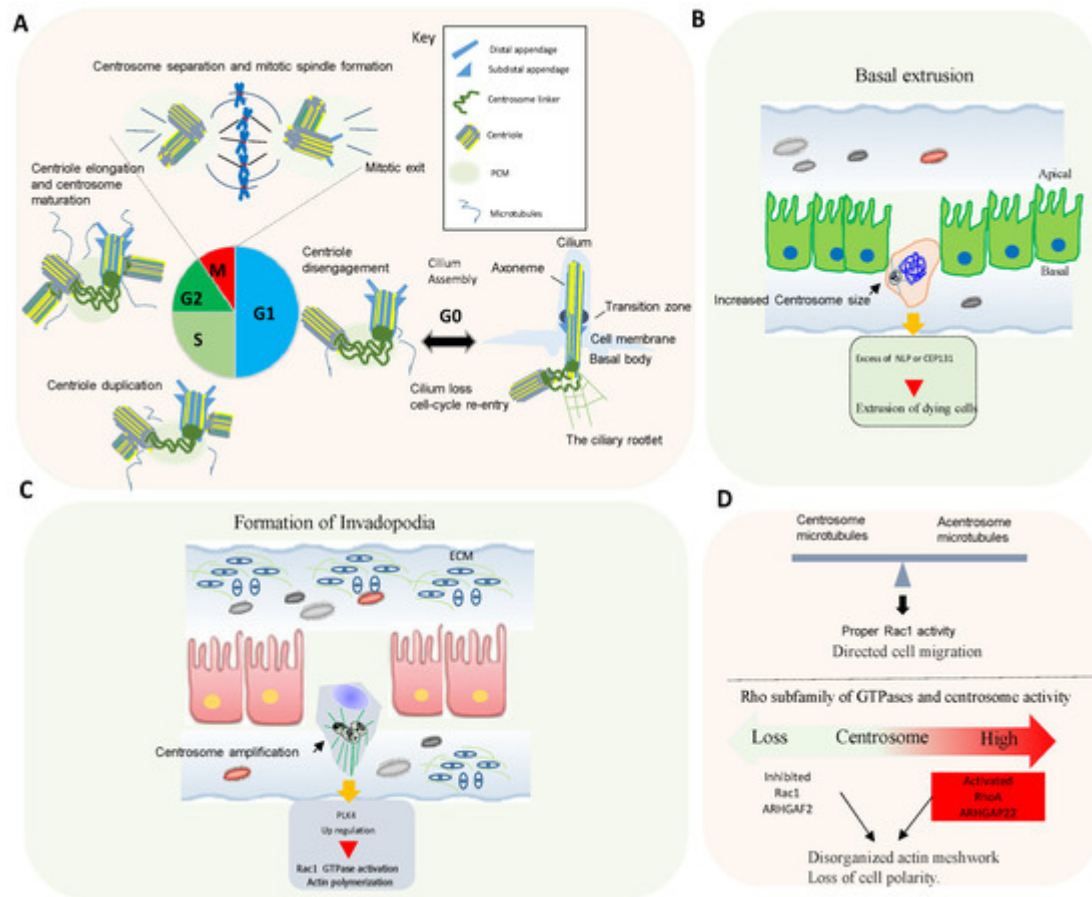 A
Key
Distal appendage
Subdistal appendage
Centrosome linker
Centriole
PCM
Microtubules
Centrosome separation and mitotic spindle formation
Centriole elongation
and centrosome
maturation
Mitotic exit
M
G2
G1
S
Centriole
disengagement
Centriole duplication
Cilium
Assembly
G0
Cilium loss
cell-cycle re-entry
Cilium
Axoneme
Transition zone
Cell membrane
Basal body
The ciliary rootlet
B
Basal extrusion
Apical
Basal
Increased Centrosome size
Excess of NLP or CEP131
Extrusion of dying cells
C
Formation of Invadopodia
ECM
Centrosome amplification
PLK4
Up regulation
Rac1 GTPase activation
Actin polymerization
D
Centrosome
microtubules
Acentrosome
microtubules
Proper Rac1 activity
Directed cell migration
Rho subfamily of GTPases and centrosome activity
Loss
Centrosome
High
Inhibited
Rac1
ARHGAF2
Activated
RhoA
ARHGAP22
Disorganized actin meshwork
Loss of cell polarity.